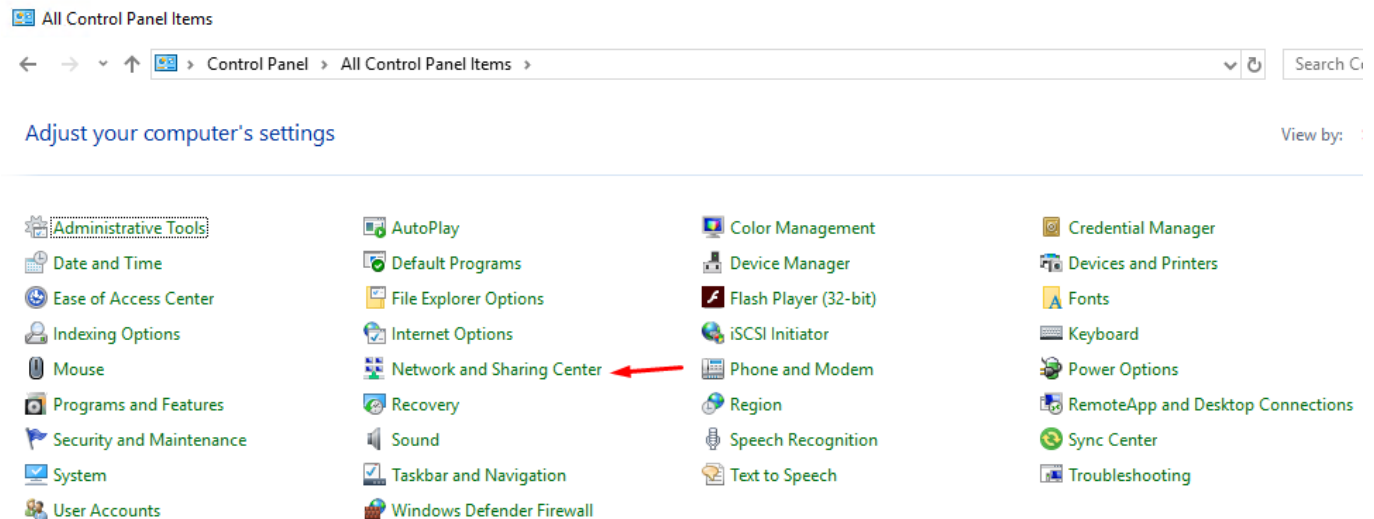 All Control Panel Items
Control Panel > All Control Panel Items >
Adjust your computer's settings
View by:
Administrative Tools AutoPlay Color Management Credential Manager
Date and Time Default Programs Device Manager Devices and Printers
Ease of Access Center File Explorer Options Flash Player (32-bit) Fonts
Indexing Options Internet Options iSCSI Initiator Keyboard
Mouse Network and Sharing Center Phone and Modem Power Options
Programs and Features Recovery Region RemoteApp and Desktop Connections
Security and Maintenance Sound Speech Recognition Sync Center
System Taskbar and Navigation Text to Speech Troubleshooting
User Accounts Windows Defender Firewall